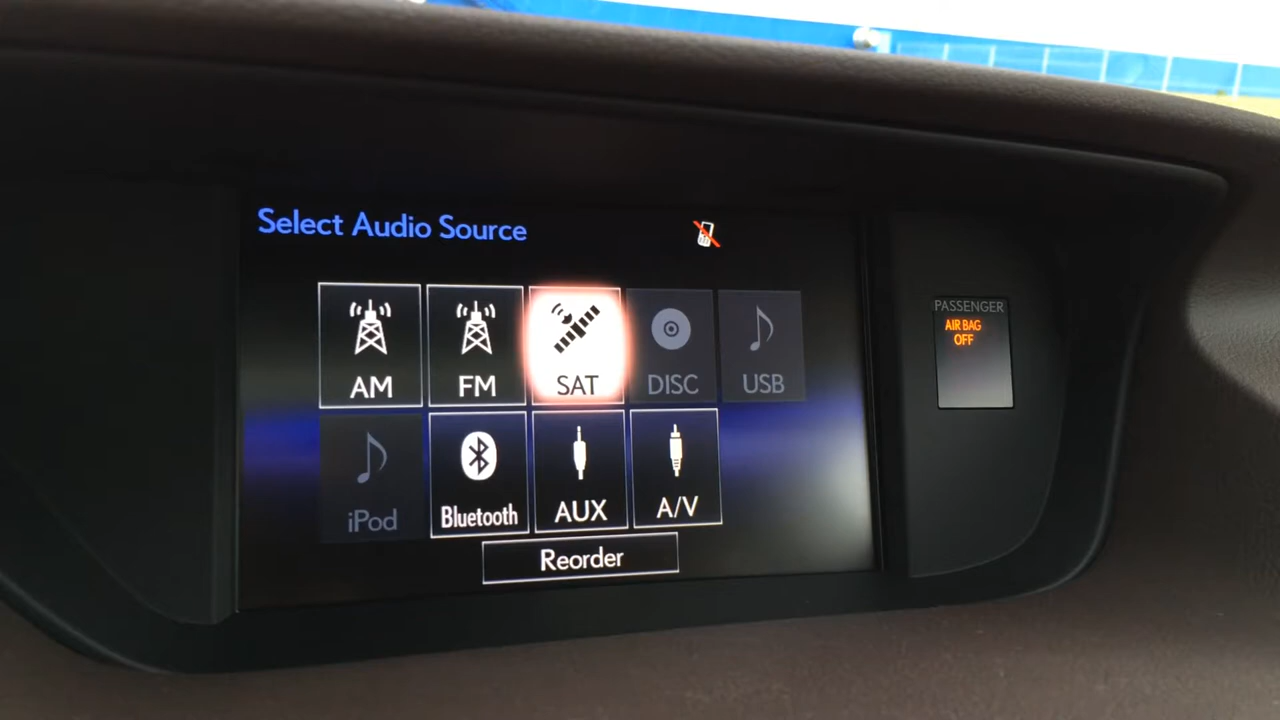 Select Audio Source
AM
FM
SAT
DISC
USB
iPod
Bluetooth
AUX
A/V
Reorder
PASSENGER
AIR BAG
OFF